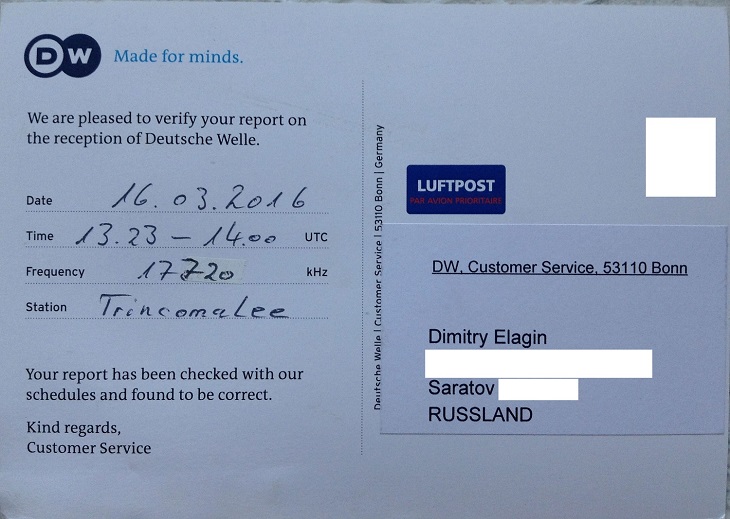 DW Made for minds.
We are pleased to verify your report on
the reception of Deutsche Welle.
Date 16.03.2016
Time 13.23 – 14.00 UTC
Frequency 17720 kHz
Station Trincomalee
Your report has been checked with our
schedules and found to be correct.
Kind regards,
Customer Service
Deutsche Welle | Customer Service | 53110 Bonn | Germany
LUFTPOST
PAR AVION PRIORITAIRE
DW, Customer Service, 53110 Bonn
Dimitry Elagin
Saratov
RUSSLAND